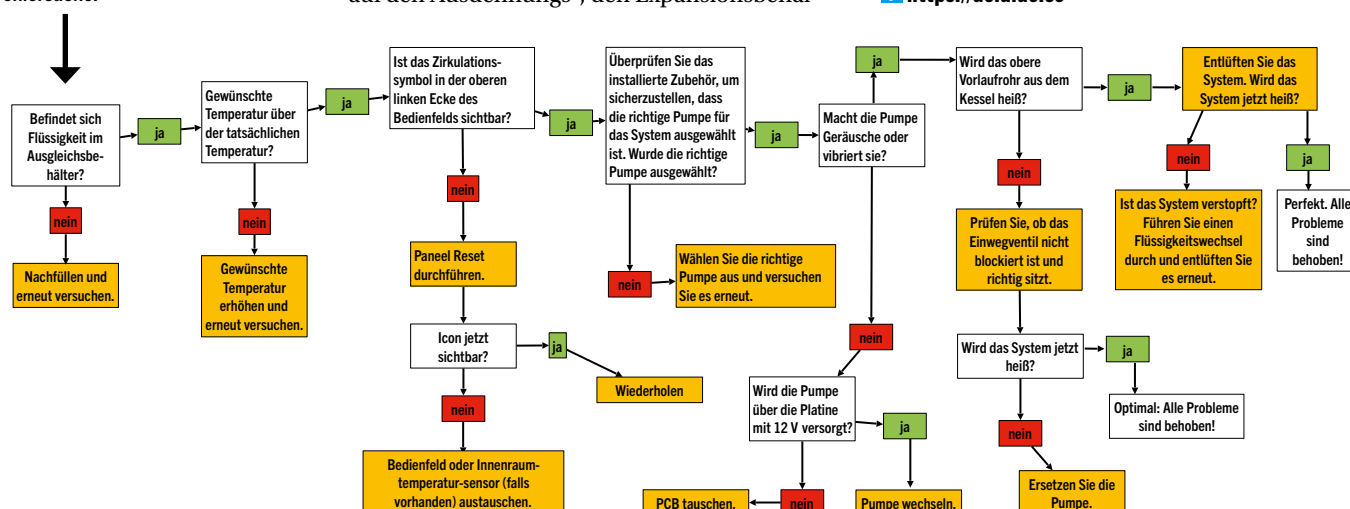 Befindet sich
Flüssigkeit im
Ausgleichsbe-
hälter?
ja
nein
Nachfüllen und
erneut versuchen.
Gewünschte
Temperatur über
der tatsächlichen
Temperatur?
ja
nein
Gewünschte
Temperatur
erhöhen und
erneut versuchen.
Ist das Zirkulations-
symbol in der oberen
linken Ecke des
Bedienfelds sichtbar?
ja
nein
Paneel Reset
durchführen.
Icon jetzt
sichtbar?
ja
Wiederholen
nein
Bedienfeld oder Innenraum-
temperatur-sensor (falls
vorhanden) austauschen.
Überprüfen Sie das
installierte Zubehör, um
sicherzustellen, dass
die richtige Pumpe für
das System ausgewählt
ist. Wurde die richtige
Pumpe ausgewählt?
ja
nein
Wählen Sie die richtige
Pumpe aus und versuchen
Sie es erneut.
Macht die Pumpe
Geräusche oder
vibriert sie?
ja
nein
Wird die Pumpe
über die Platine
mit 12 V versorgt?
ja
Pumpe wechseln.
nein
PCB tauschen.
Wird das obere
Vorlaufrohr aus dem
Kessel heiß?
ja
nein
Prüfen Sie, ob das
Einwegventil nicht
blockiert ist und
richtig sitzt.
Wird das System jetzt
heiß?
ja
Optimal: Alle Probleme
sind behoben!
nein
Ersetzen Sie die
Pumpe.
Entlüften Sie das
System. Wird das
System jetzt heiß?
nein
Ist das System verstopft?
Führen Sie einen
Flüssigkeitswechsel
durch und entlüften Sie
es erneut.
ja
Perfekt. Alle
Probleme
sind
behoben!